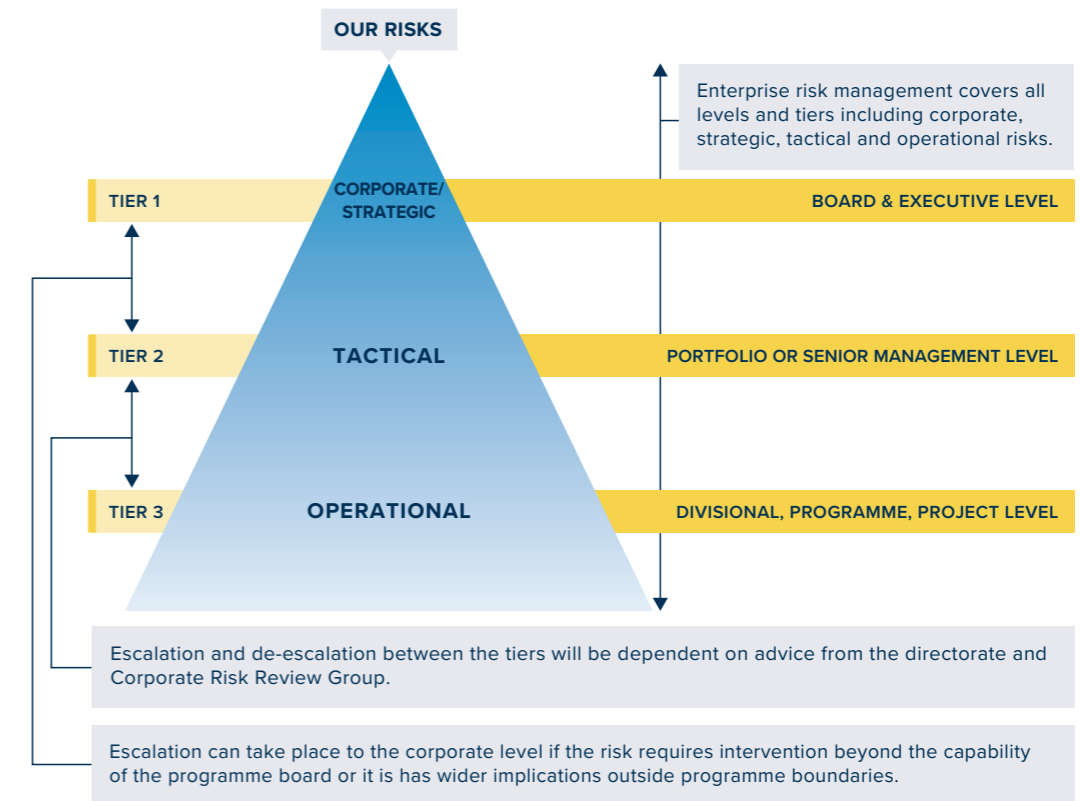 OUR RISKS
Enterprise risk management covers all
levels and tiers including corporate,
strategic, tactical and operational risks.
TIER 1
CORPORATE/
STRATEGIC
BOARD & EXECUTIVE LEVEL
TIER 2
TACTICAL
PORTFOLIO OR SENIOR MANAGEMENT LEVEL
TIER 3
OPERATIONAL
DIVISIONAL, PROGRAMME, PROJECT LEVEL
Escalation and de-escalation between the tiers will be dependent on advice from the directorate and
Corporate Risk Review Group.
Escalation can take place to the corporate level if the risk requires intervention beyond the capability
of the programme board or it is has wider implications outside programme boundaries.